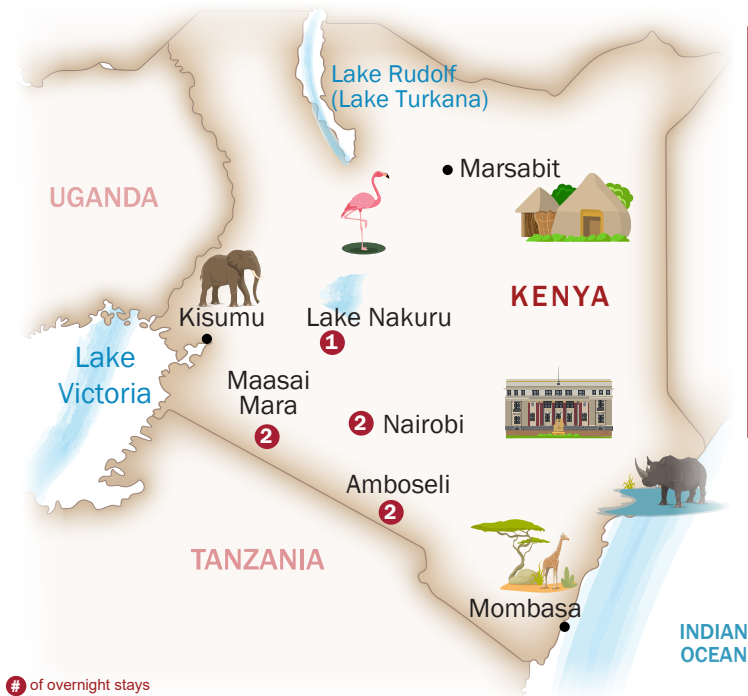 Lake Rudolf
(Lake Turkana)
Marsabit
UGANDA
KENYA
Kisumu
Lake Nakuru
1
Lake
Victoria
Maasai
Mara
2
2 Nairobi
Amboseli
2
TANZANIA
Mombasa
INDIAN
OCEAN
# of overnight stays